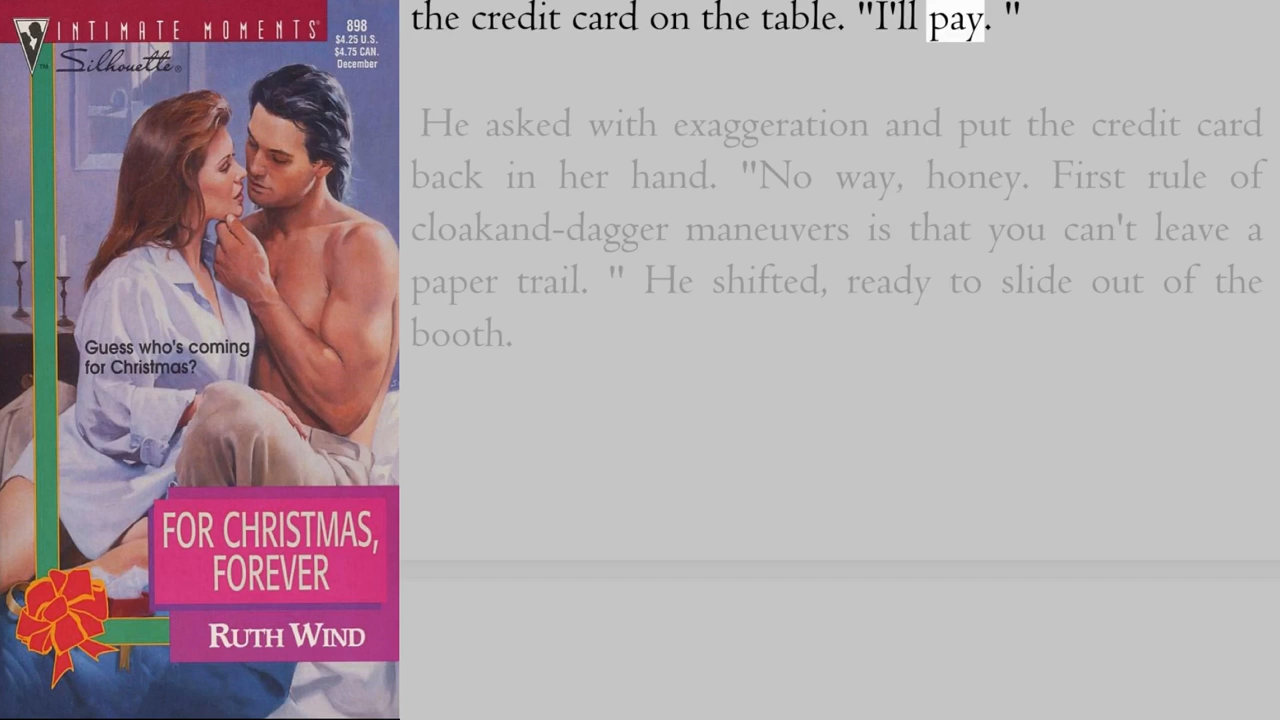 INTIMATE MOMENTS®
898
$4.25 U.S.
$4.75 CAN.
December
™
Silhouette®
Guess who's coming
for Christmas?
FOR CHRISTMAS,
FOREVER
RUTH WIND
the credit card on the table. "I'll pay. "
He asked with exaggeration and put the credit card
back in her hand. "No way, honey. First rule of
cloakand-dagger maneuvers is that you can't leave a
paper trail. " He shifted, ready to slide out of the
booth.